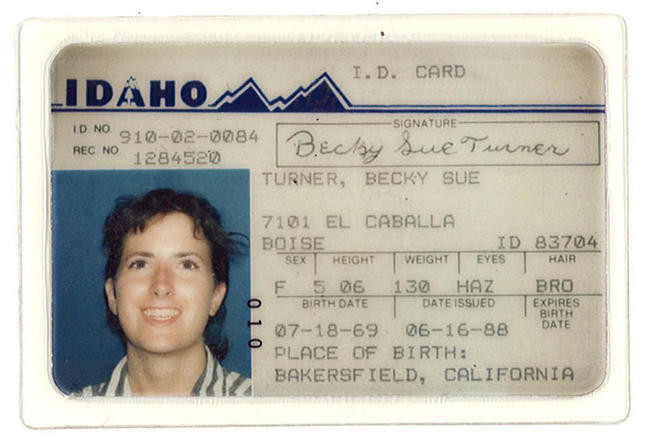 I.D. CARD
IDAHO
I.D NO. 910-02-0084
REC NO. 1284520
SIGNATURE
Becky Sue Turner
TURNER, BECKY SUE
7101 EL CABALLA
BOISE ID 83704
SEX HEIGHT WEIGHT EYES HAIR
F 5 06 130 HAZ BRO
BIRTH DATE DATE ISSUED EXPIRES BIRTH DATE
07-18-69 06-16-88
PLACE OF BIRTH:
BAKERSFIELD, CALIFORNIA
010